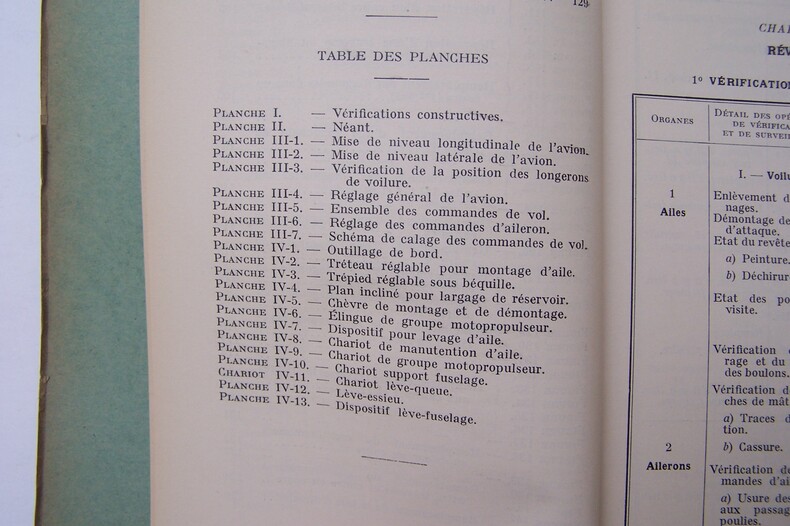 129
TABLE DES PLANCHES
PLANCHE I. — Vérifications constructives.
PLANCHE II. — Néant.
PLANCHE III-1. — Mise de niveau longitudinale de l'avion.
PLANCHE III-2. — Mise de niveau latérale de l'avion.
PLANCHE III-3. — Vérification de la position des longerons
de voilure.
PLANCHE III-4. — Réglage général de l'avion.
PLANCHE III-5. — Ensemble des commandes de vol.
PLANCHE III-6. — Réglage des commandes d'aileron.
PLANCHE III-7. — Schéma de calage des commandes de vol.
PLANCHE IV-1. — Outillage de bord.
PLANCHE IV-2. — Tréteau réglable pour montage d'aile.
PLANCHE IV-3. — Trépied réglable sous béquille.
PLANCHE IV-4. — Plan incliné pour largage de réservoir.
PLANCHE IV-5. — Chèvre de montage et de démontage.
PLANCHE IV-6. — Élingue de groupe motopropulseur.
PLANCHE IV-7. — Dispositif pour levage d'aile.
PLANCHE IV-8. — Chariot de manutention d'aile.
PLANCHE IV-9. — Chariot de groupe motopropulseur.
PLANCHE IV-10. — Chariot support fuselage.
CHARIOT IV-11. — Chariot lève-queue.
PLANCHE IV-12. — Lève-essieu.
PLANCHE IV-13. — Dispositif lève-fuselage.
CHA
RÉV
1º VÉRIFICATION
ORGANES
DÉTAIL DES OPÉ
DE VÉRIFICA
ET DE SURVEIL
I. — Voilu
1
Ailes
Enlèvement d
nages.
Démontage de
d'attaque.
Etat du revête
a) Peinture.
b) Déchirur
Etat des po
visite.
Vérification
rage et du
des boulons.
Vérification de
ches de mât
a) Traces d
tion.
b) Cassure.
2
Ailerons
Vérification de
mandes d'ai
a) Usure des
aux passag
poulies.